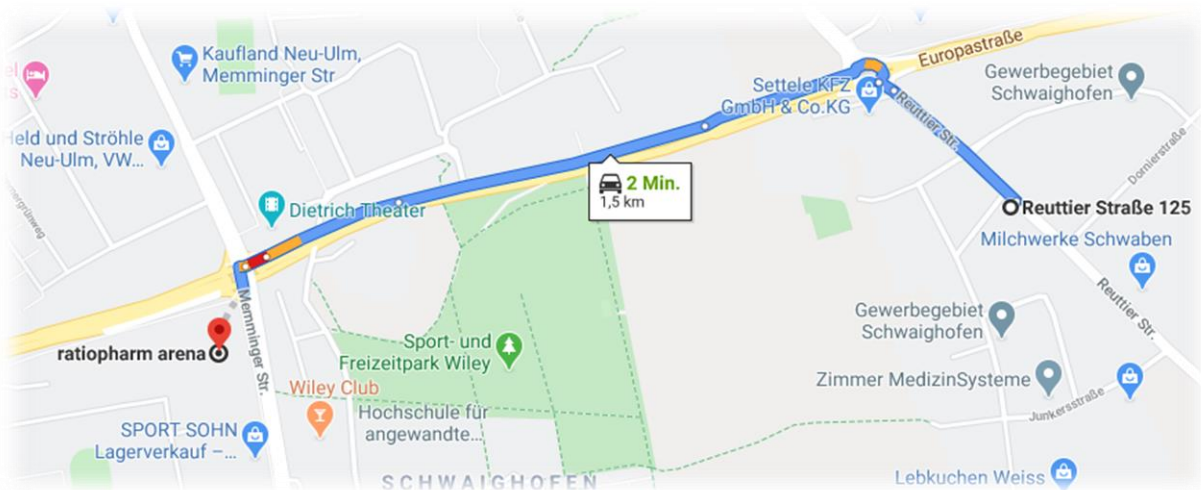 Kaufland Neu-Ulm,
Memminger Str
Held und Ströhle
Neu-Ulm, VW...
Dietrich Theater
Europastraße
Settele KFZ
GmbH & Co.KG
Reuttier Str.
Gewerbegebiet
Schwaighofen
Dornierstraße
2 Min.
1,5 km
Reuttier Straße 125
Milchwerke Schwaben
Reuttier Str.
Memminger Str.
ratiopharm arena
Sport- und
Freizeitpark Wiley
Wiley Club
Hochschule für
angewandte...
SPORT SOHN
Lagerverkauf –...
Gewerbegebiet
Schwaighofen
Zimmer MedizinSysteme
Junkersstraße
SCHWAIGHOFEN
Lebkuchen Weiss